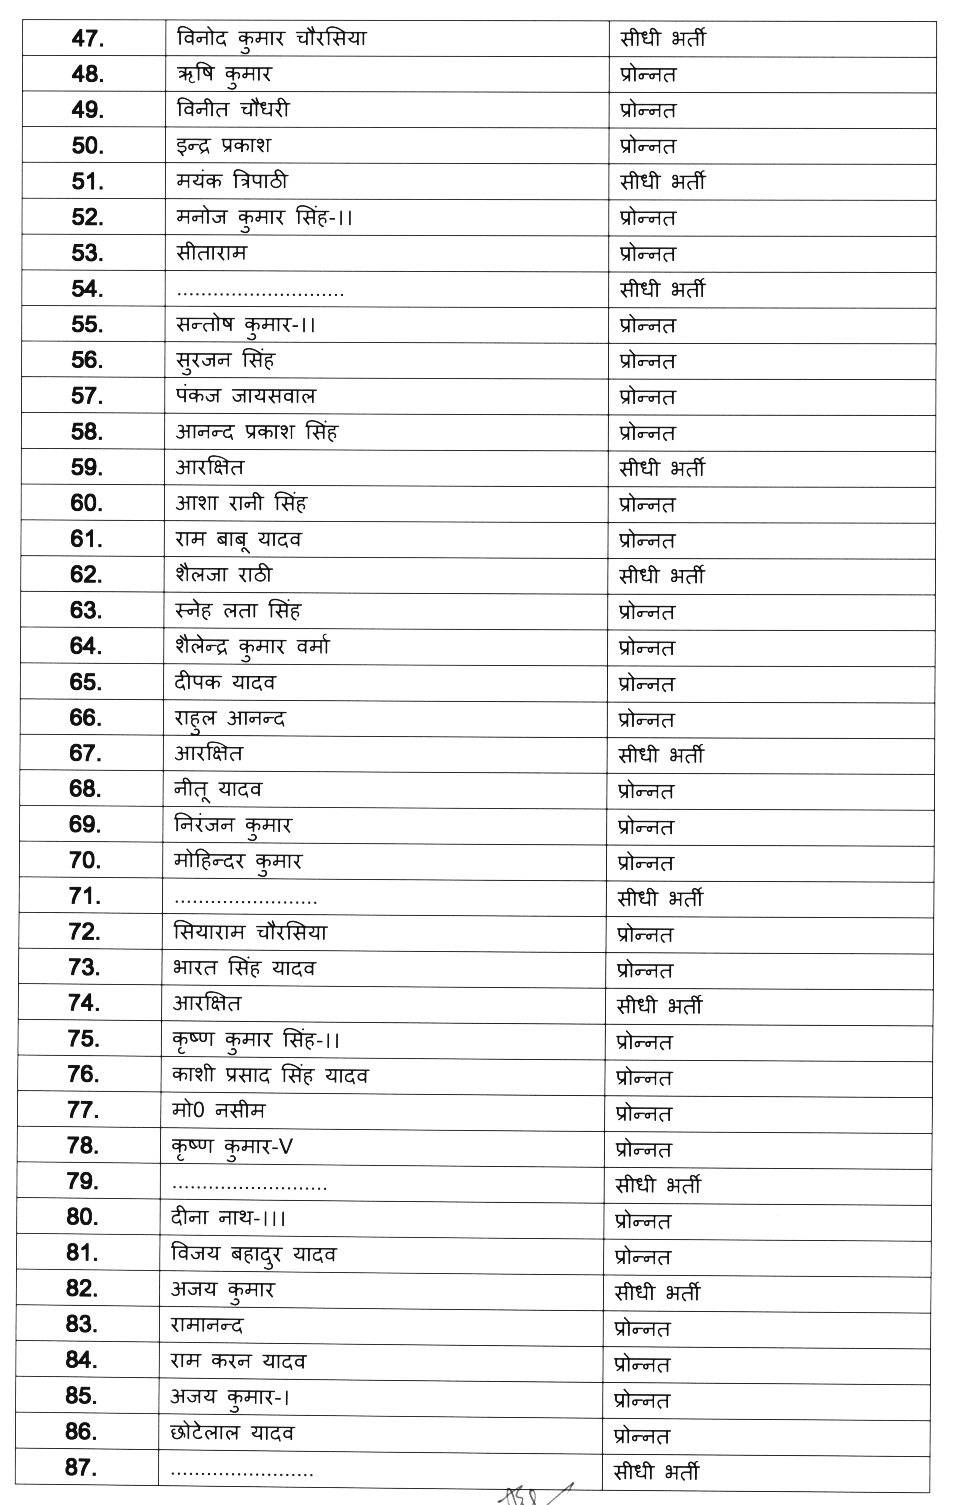 47. विनोद कुमार चौरसिया सीधी भर्ती
48. ऋषि कुमार प्रोन्नत
49. विनीत चौधरी प्रोन्नत
50. इन्द्र प्रकाश प्रोन्नत
51. मयंक त्रिपाठी सीधी भर्ती
52. मनोज कुमार सिंह-II प्रोन्नत
53. सीताराम प्रोन्नत
54. ............................ सीधी भर्ती
55. सन्तोष कुमार-II प्रोन्नत
56. सुरजन सिंह प्रोन्नत
57. पंकज जायसवाल प्रोन्नत
58. आनन्द प्रकाश सिंह प्रोन्नत
59. आरक्षित सीधी भर्ती
60. आशा रानी सिंह प्रोन्नत
61. राम बाबू यादव प्रोन्नत
62. शैलजा राठी सीधी भर्ती
63. स्नेह लता सिंह प्रोन्नत
64. शैलेन्द्र कुमार वर्मा प्रोन्नत
65. दीपक यादव प्रोन्नत
66. राहुल आनन्द प्रोन्नत
67. आरक्षित सीधी भर्ती
68. नीतू यादव प्रोन्नत
69. निरंजन कुमार प्रोन्नत
70. मोहिन्दर कुमार प्रोन्नत
71. ........................ सीधी भर्ती
72. सियाराम चौरसिया प्रोन्नत
73. भारत सिंह यादव प्रोन्नत
74. आरक्षित सीधी भर्ती
75. कृष्ण कुमार सिंह-II प्रोन्नत
76. काशी प्रसाद सिंह यादव प्रोन्नत
77. मो0 नसीम प्रोन्नत
78. कृष्ण कुमार-V प्रोन्नत
79. .......................... सीधी भर्ती
80. दीना नाथ-III प्रोन्नत
81. विजय बहादुर यादव प्रोन्नत
82. अजय कुमार सीधी भर्ती
83. रामानन्द प्रोन्नत
84. राम करन यादव प्रोन्नत
85. अजय कुमार-I प्रोन्नत
86. छोटेलाल यादव प्रोन्नत
87. ........................ सीधी भर्ती